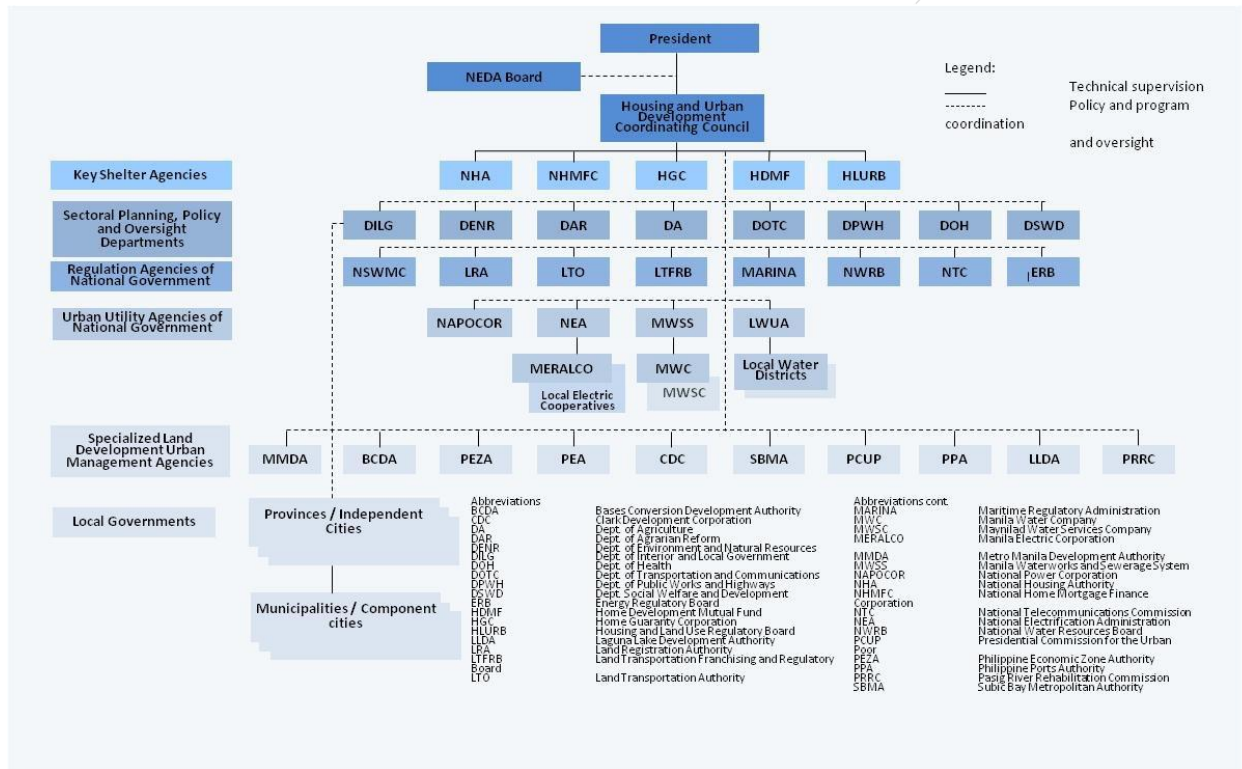 President
NEDA Board
Legend:
Technical supervision
Policy and program
coordination
and oversight
Housing and Urban
Development
Coordinating Council
Key Shelter Agencies
NHA NHMFC HGC HDMF HLURB
Sectoral Planning, Policy
and Oversight
Departments
DILG DENR DAR DA DOTC DPWH DOH DSWD
Regulation Agencies of
National Government
NSWMC LRA LTO LTFRB MARINA NWRB NTC ERB
Urban Utility Agencies of
National Government
NAPOCOR NEA MWSS LWUA
MERALCO
Local Electric
Cooperatives
MWC
MWSC
Local Water
Districts
Specialized Land
Development Urban
Management Agencies
MMDA BCDA PEZA PEA CDC SBMA PCUP PPA LLDA PRRC
Local Governments
Provinces / Independent
Cities
Municipalities / Component
cities
Abbreviations
BCDA Bases Conversion Development Authority
CDC Clark Development Corporation
DA Dept. of Agriculture
DAR Dept. of Agrarian Reform
DENR Dept. of Environment and Natural Resources
DILG Dept. of Interior and Local Government
DOH Dept. of Health
DOTC Dept. of Transportation and Communications
DPWH Dept. of Public Works and Highways
DSWD Dept. Social Welfare and Development
ERB Energy Regulatory Board
HDMF Home Development Mutual Fund
HGC Home Guaranty Corporation
HLURB Housing and Land Use Regulatory Board
LLDA Laguna Lake Development Authority
LRA Land Registration Authority
LTFRB Land Transportation Franchising and Regulatory
Board
LTO Land Transportation Authority
Abbreviations cont.
MARINA Maritime Regulatory Administration
MWC Manila Water Company
MWSC Maynilad Water Services Company
MERALCO Manila Electric Corporation
MMDA Metro Manila Development Authority
MWSS Manila Waterworks and Sewerage System
NAPOCOR National Power Corporation
NHA National Housing Authority
NHMFC National Home Mortgage Finance
Corporation
NTC National Telecommunications Commission
NEA National Electrification Administration
NWRB National Water Resources Board
PCUP Presidential Commission for the Urban
Poor
PEZA Philippine Economic Zone Authority
PPA Philippine Ports Authority
PRRC Pasig River Rehabilitation Commission
SBMA Subic Bay Metropolitan Authority